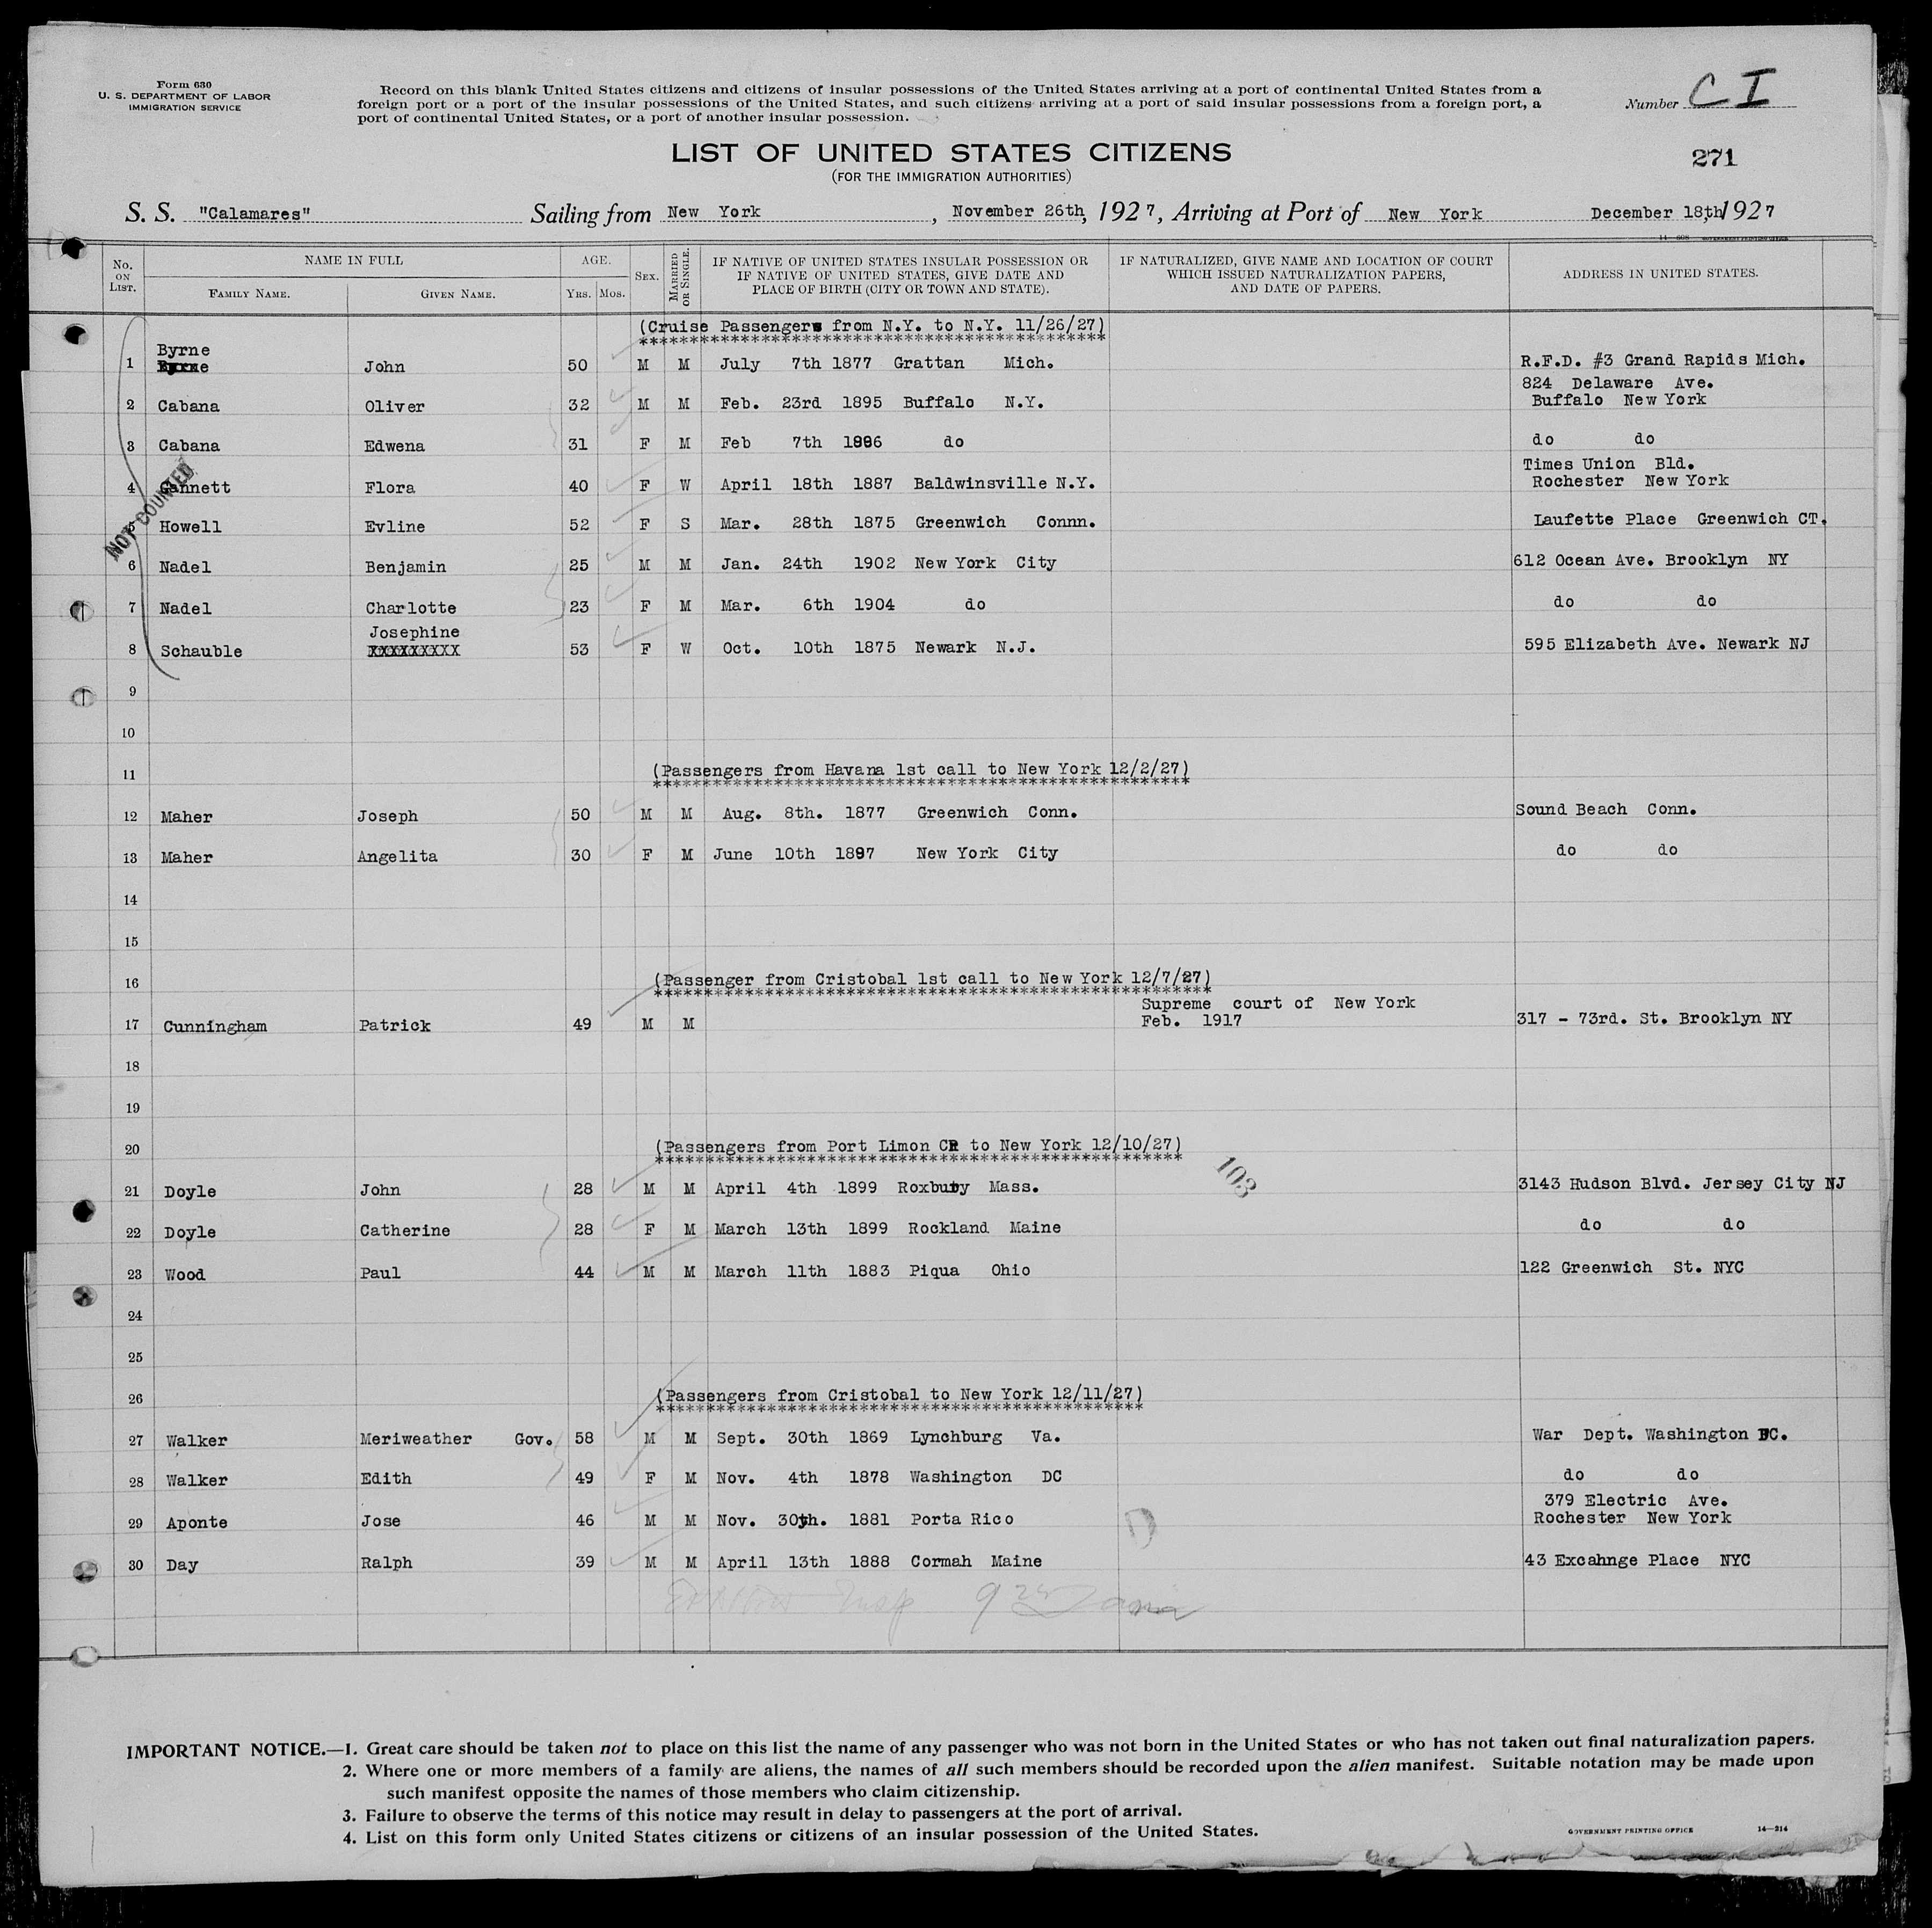 Form 630
U. S. DEPARTMENT OF LABOR
IMMIGRATION SERVICE
Record on this blank United States citizens and citizens of insular possessions of the United States arriving at a port of continental United States from a
foreign port or a port of the insular possessions of the United States, and such citizens arriving at a port of said insular possessions from a foreign port, a
port of continental United States, or a port of another insular possession.
Number C I
LIST OF UNITED STATES CITIZENS
(FOR THE IMMIGRATION AUTHORITIES)
271
S. S. "Calamares" Sailing from New York, November 26th, 1927, Arriving at Port of New York December 18th, 1927
No. ON LIST. NAME IN FULL AGE. SEX. MARRIED OR SINGLE. IF NATIVE OF UNITED STATES INSULAR POSSESSION OR IF NATIVE OF UNITED STATES, GIVE DATE AND PLACE OF BIRTH (CITY OR TOWN AND STATE). IF NATURALIZED, GIVE NAME AND LOCATION OF COURT WHICH ISSUED NATURALIZATION PAPERS, AND DATE OF PAPERS. ADDRESS IN UNITED STATES.
FAMILY NAME. GIVEN NAME. YRS. MOS.
(Cruise Passengers from N.Y. to N.Y. 11/26/27)
******************************************
Byrne
1 John 50 M M July 7th 1877 Grattan Mich. R.F.D. #3 Grand Rapids Mich.
824 Delaware Ave.
2 Cabana Oliver 32 M M Feb. 23rd 1895 Buffalo N.Y. Buffalo New York
3 Cabana Edwena 31 F M Feb 7th 1896 do do do
Times Union Bld.
4 Gannett Flora 40 F W April 18th 1887 Baldwinsville N.Y. Rochester New York
5 Howell Evline 52 F S Mar. 28th 1875 Greenwich Connn. Laufette Place Greenwich CT.
NOT COUNTED
6 Nadel Benjamin 25 M M Jan. 24th 1902 New York City 612 Ocean Ave. Brooklyn NY
7 Nadel Charlotte 23 F M Mar. 6th 1904 do do do
Josephine
8 Schauble XXXXXXXXX 53 F W Oct. 10th 1875 Newark N.J. 595 Elizabeth Ave. Newark NJ
9
10
11 (Passengers from Havana 1st call to New York 12/2/27)
******************************************
12 Maher Joseph 50 M M Aug. 8th. 1877 Greenwich Conn. Sound Beach Conn.
13 Maher Angelita 30 F M June 10th 1897 New York City do do
14
15
16 (Passenger from Cristobal 1st call to New York 12/7/27)
******************************************
Supreme court of New York
17 Cunningham Patrick 49 M M Feb. 1917 317 - 73rd. St. Brooklyn NY
18
19
20 (Passengers from Port Limon CR to New York 12/10/27)
******************************************
103
21 Doyle John 28 M M April 4th 1899 Roxbury Mass. 3143 Hudson Blvd. Jersey City NJ
22 Doyle Catherine 28 F M March 13th 1899 Rockland Maine do do
23 Wood Paul 44 M M March 11th 1883 Piqua Ohio 122 Greenwich St. NYC
24
25
26 (Passengers from Cristobal to New York 12/11/27)
******************************************
27 Walker Meriweather Gov. 58 M M Sept. 30th 1869 Lynchburg Va. War Dept. Washington DC.
28 Walker Edith 49 F M Nov. 4th 1878 Washington DC do do
379 Electric Ave.
29 Aponte Jose 46 M M Nov. 30th. 1881 Porta Rico Rochester New York
30 Day Ralph 39 M M April 13th 1888 Cormah Maine 43 Excahnge Place NYC
IMPORTANT NOTICE.—1. Great care should be taken not to place on this list the name of any passenger who was not born in the United States or who has not taken out final naturalization papers.
2. Where one or more members of a family are aliens, the names of all such members should be recorded upon the alien manifest. Suitable notation may be made upon
such manifest opposite the names of those members who claim citizenship.
3. Failure to observe the terms of this notice may result in delay to passengers at the port of arrival.
4. List on this form only United States citizens or citizens of an insular possession of the United States.
GOVERNMENT PRINTING OFFICE 14—214